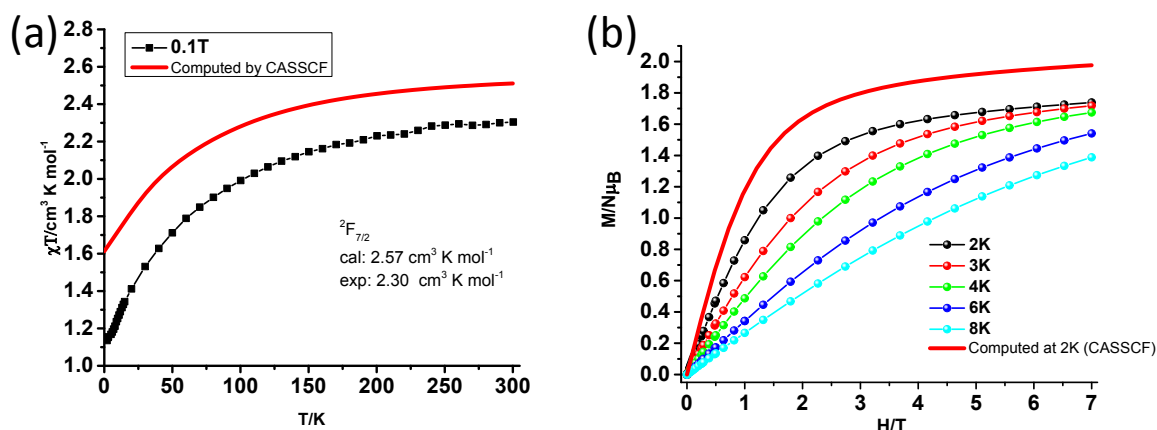 (a)
0.1T
Computed by CASSCF
χT/cm³ K mol⁻¹
2.8
2.6
2.4
2.2
2.0
1.8
1.6
1.4
1.2
1.0
²F₇/₂
cal: 2.57 cm³ K mol⁻¹
exp: 2.30 cm³ K mol⁻¹
0 50 100 150 200 250 300
T/K
(b)
M/Nμ_B
2.0
1.8
1.6
1.4
1.2
1.0
0.8
0.6
0.4
0.2
0.0
2K
3K
4K
6K
8K
Computed at 2K (CASSCF)
0 1 2 3 4 5 6 7
H/T